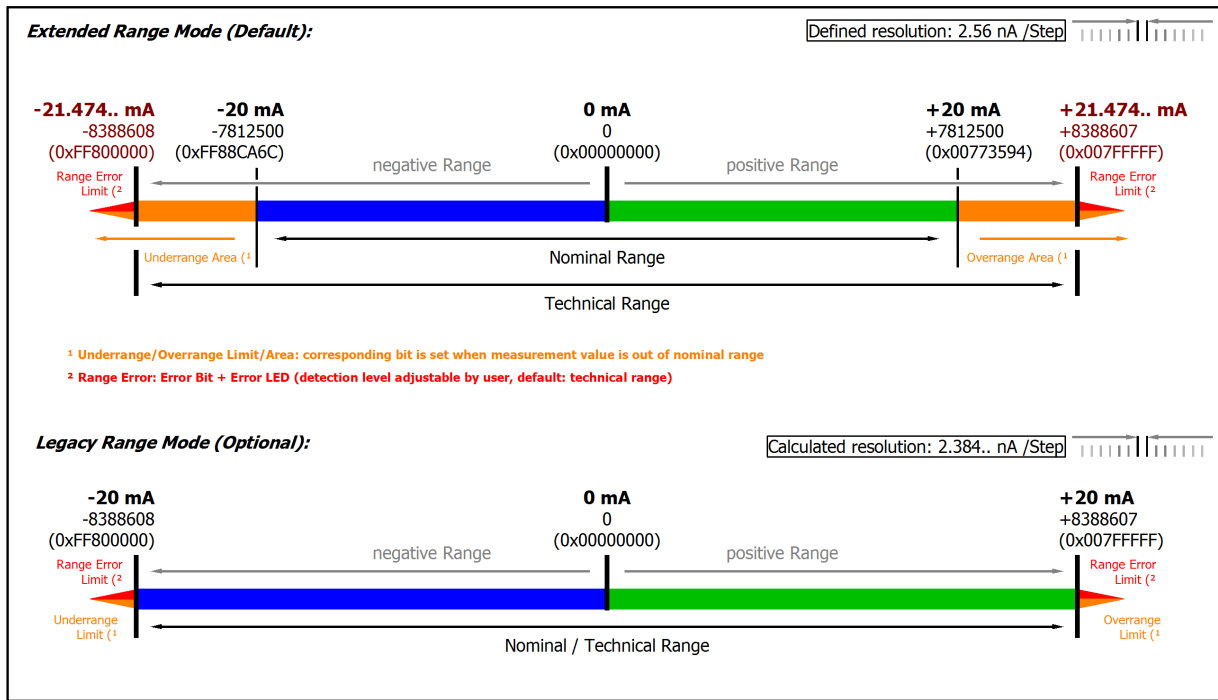 Extended Range Mode (Default):
Defined resolution: 2.56 nA /Step
-21.474.. mA
-8388608
(0xFF800000)
-20 mA
-7812500
(0xFF88CA6C)
0 mA
0
(0x00000000)
+20 mA
+7812500
(0x00773594)
+21.474.. mA
+8388607
(0x007FFFFF)
negative Range
positive Range
Range Error
Limit (²
Range Error
Limit (²
Underrange Area (¹
Nominal Range
Overrange Area (¹
Technical Range
¹ Underrange/Overrange Limit/Area: corresponding bit is set when measurement value is out of nominal range
² Range Error: Error Bit + Error LED (detection level adjustable by user, default: technical range)
Legacy Range Mode (Optional):
Calculated resolution: 2.384.. nA /Step
-20 mA
-8388608
(0xFF800000)
0 mA
0
(0x00000000)
+20 mA
+8388607
(0x007FFFFF)
negative Range
positive Range
Range Error
Limit (²
Range Error
Limit (²
Underrange
Limit (¹
Overrange
Limit (¹
Nominal / Technical Range